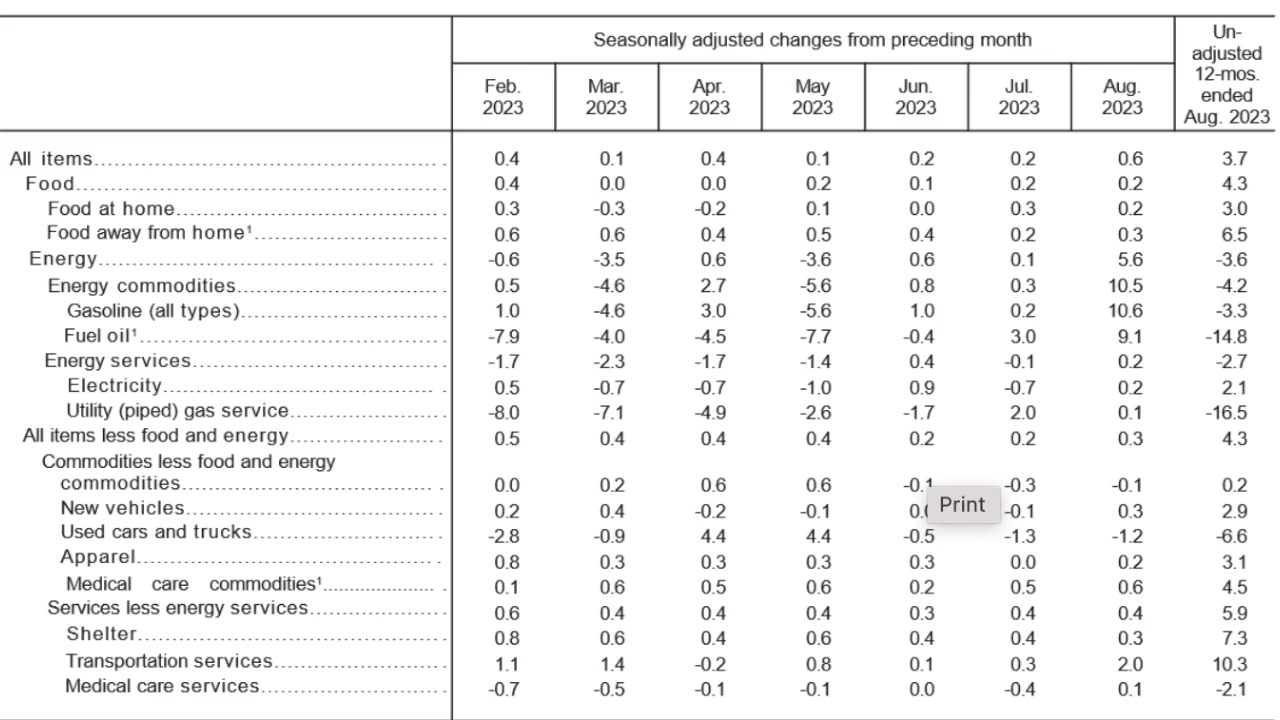 Seasonally adjusted changes from preceding month
Un-
adjusted
12-mos.
ended
Aug. 2023
Feb.
2023
Mar.
2023
Apr.
2023
May
2023
Jun.
2023
Jul.
2023
Aug.
2023
All items 0.4 0.1 0.4 0.1 0.2 0.2 0.6 3.7
Food 0.4 0.0 0.0 0.2 0.1 0.2 0.2 4.3
Food at home 0.3 -0.3 -0.2 0.1 0.0 0.3 0.2 3.0
Food away from home¹ 0.6 0.6 0.4 0.5 0.4 0.2 0.3 6.5
Energy -0.6 -3.5 0.6 -3.6 0.6 0.1 5.6 -3.6
Energy commodities 0.5 -4.6 2.7 -5.6 0.8 0.3 10.5 -4.2
Gasoline (all types) 1.0 -4.6 3.0 -5.6 1.0 0.2 10.6 -3.3
Fuel oil¹ -7.9 -4.0 -4.5 -7.7 -0.4 3.0 9.1 -14.8
Energy services -1.7 -2.3 -1.7 -1.4 0.4 -0.1 0.2 -2.7
Electricity 0.5 -0.7 -0.7 -1.0 0.9 -0.7 0.2 2.1
Utility (piped) gas service -8.0 -7.1 -4.9 -2.6 -1.7 2.0 0.1 -16.5
All items less food and energy 0.5 0.4 0.4 0.4 0.2 0.2 0.3 4.3
Commodities less food and energy
commodities 0.0 0.2 0.6 0.6 -0.1 -0.3 -0.1 0.2
New vehicles 0.2 0.4 -0.2 -0.1 Print -0.1 0.3 2.9
Used cars and trucks -2.8 -0.9 4.4 4.4 -0.5 -1.3 -1.2 -6.6
Apparel 0.8 0.3 0.3 0.3 0.3 0.0 0.2 3.1
Medical care commodities¹ 0.1 0.6 0.5 0.6 0.2 0.5 0.6 4.5
Services less energy services 0.6 0.4 0.4 0.4 0.3 0.4 0.4 5.9
Shelter 0.8 0.6 0.4 0.6 0.4 0.4 0.3 7.3
Transportation services 1.1 1.4 -0.2 0.8 0.1 0.3 2.0 10.3
Medical care services -0.7 -0.5 -0.1 -0.1 0.0 -0.4 0.1 -2.1